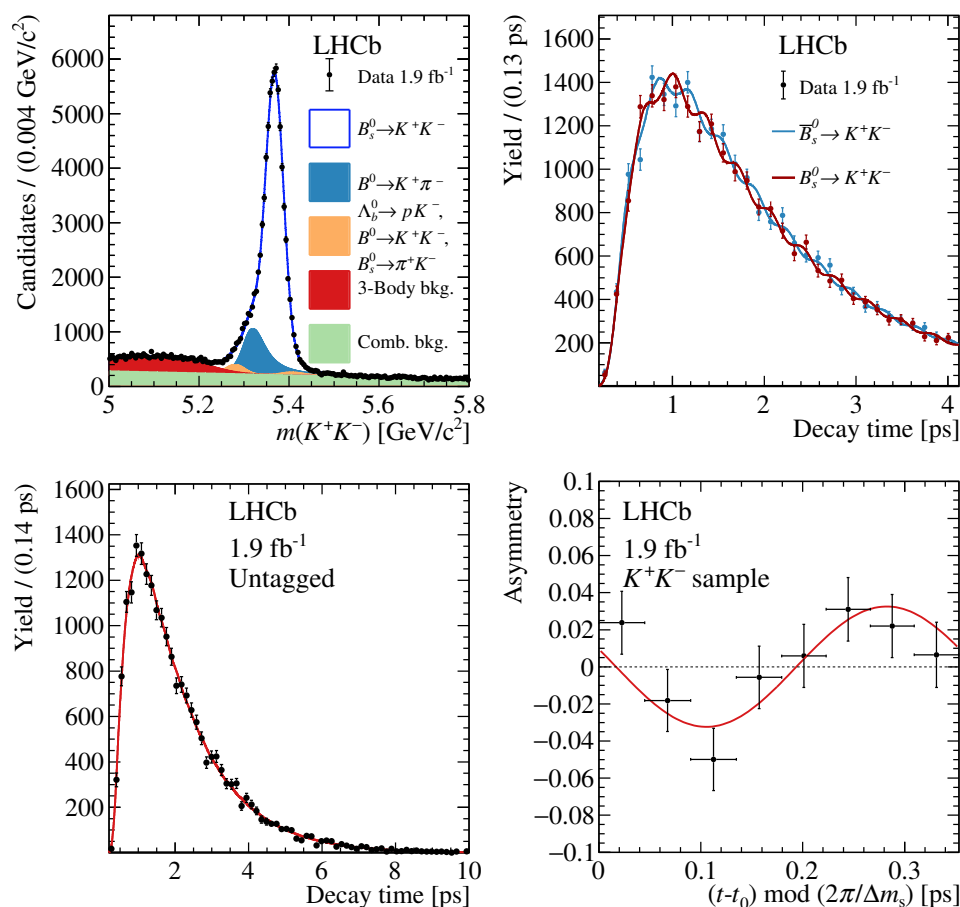 Candidates / (0.004 GeV/c²)
6000
5000
4000
3000
2000
1000
0
LHCb
Data 1.9 fb⁻¹
B⁰ₛ→K⁺K⁻
B⁰→K⁺π⁻
Λ⁰_b→pK⁻,
B⁰→K⁺K⁻,
B⁰ₛ→π⁺K⁻
3-Body bkg.
Comb. bkg.
5 5.2 5.4 5.6 5.8
m(K⁺K⁻) [GeV/c²]
Yield / (0.13 ps)
1600
1400
1200
1000
800
600
400
200
LHCb
Data 1.9 fb⁻¹
B̅⁰ₛ→K⁺K⁻
B⁰ₛ→K⁺K⁻
1 2 3 4
Decay time [ps]
Yield / (0.14 ps)
1600
1400
1200
1000
800
600
400
200
LHCb
1.9 fb⁻¹
Untagged
2 4 6 8 10
Decay time [ps]
Asymmetry
0.1
0.08
0.06
0.04
0.02
0
−0.02
−0.04
−0.06
−0.08
−0.1
LHCb
1.9 fb⁻¹
K⁺K⁻ sample
0 0.1 0.2 0.3
(t-t₀) mod (2π/Δmₛ) [ps]